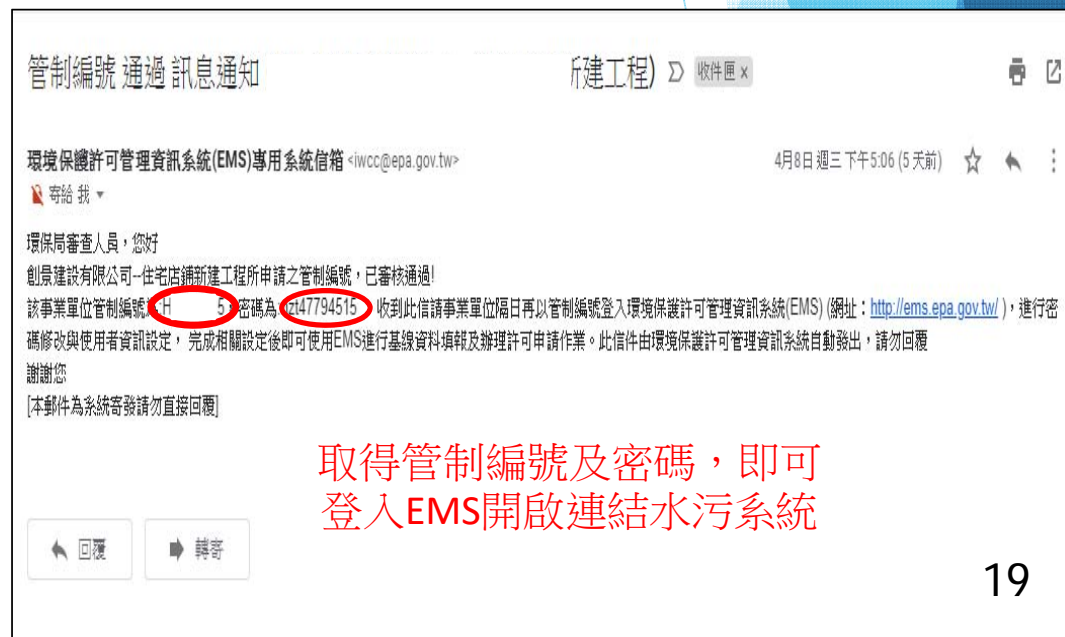 管制編號 通過 訊息通知 新建工程) 收件匣 x
環境保護許可管理資訊系統(EMS)專用系統信箱 <iwcc@epa.gov.tw> 4月8日 週三 下午5:06 (5 天前)
寄給 我
環保局審查人員，您好
創景建設有限公司--住宅店鋪新建工程所申請之管制編號，已審核通過!
該事業單位管制編號為:H 5，密碼為: zt47794515 收到此信請事業單位隔日再以管制編號登入環境保護許可管理資訊系統(EMS) (網址：http://ems.epa.gov.tw/ )，進行密
碼修改與使用者資訊設定， 完成相關設定後即可使用EMS進行基線資料填報及辦理許可申請作業。此信件由環境保護許可管理資訊系統自動發出，請勿回覆
謝謝您
[本郵件為系統寄發請勿直接回覆]
取得管制編號及密碼，即可
登入EMS開啟連結水污系統
回覆 轉寄
19